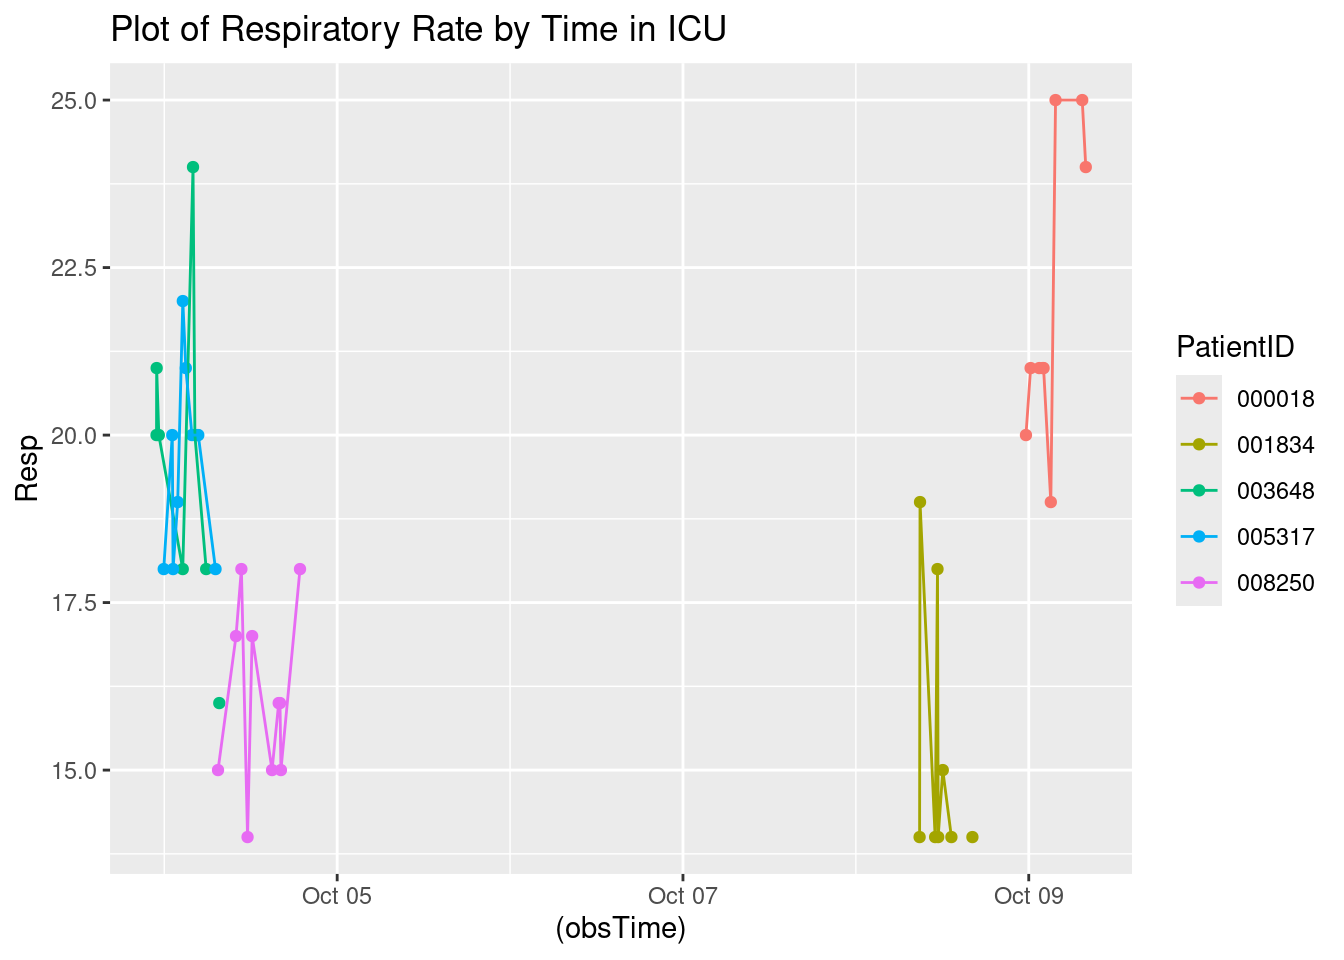 Plot of Respiratory Rate by Time in ICU
25.0
22.5
20.0
17.5
15.0
Resp
Oct 05
Oct 07
Oct 09
(obsTime)
PatientID
000018
001834
003648
005317
008250